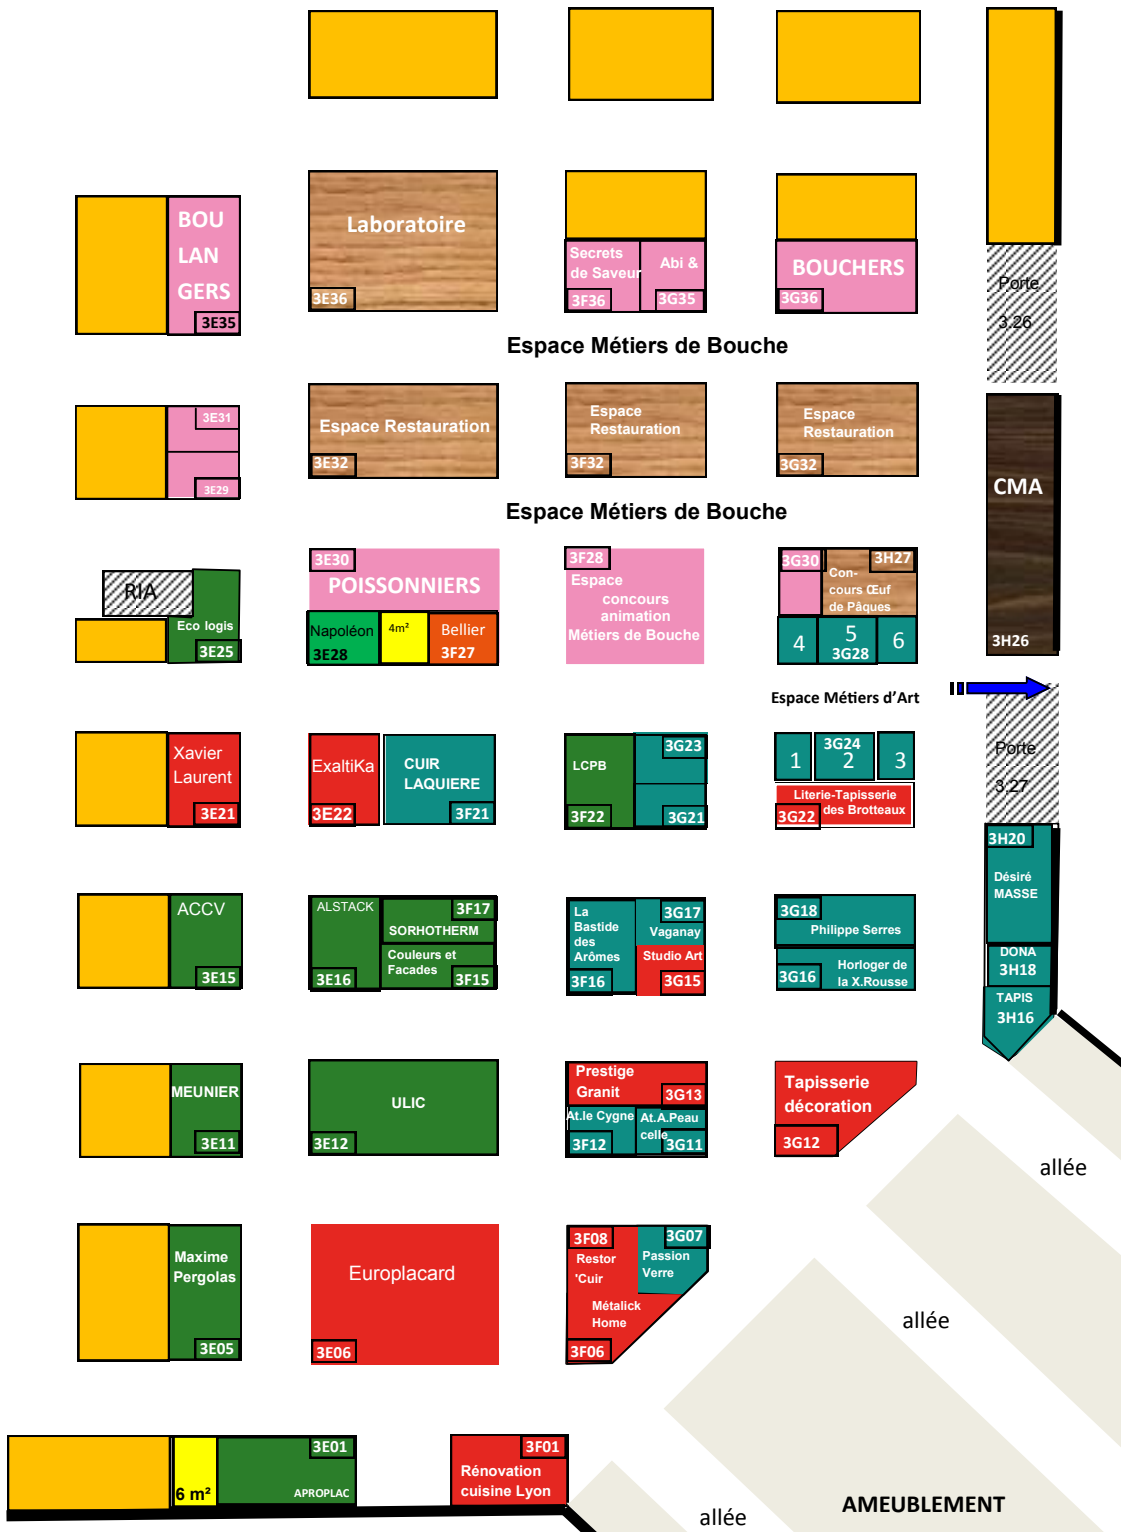 BOU
LAN
GERS
3E35
Laboratoire
3E36
Secrets
de Saveur
3F36
Abi &
3G35
BOUCHERS
3G36
Porte
3.26
Espace Métiers de Bouche
3E31
3E29
Espace Restauration
3E32
Espace
Restauration
3F32
Espace
Restauration
3G32
CMA
3H26
Espace Métiers de Bouche
RIA
Eco logis
3E25
3E30
POISSONNIERS
Napoléon
3E28
4m²
Bellier
3F27
3F28
Espace
concours
animation
Métiers de Bouche
3G30
3H27
Con-
cours Œuf
de Pâques
4
5
3G28
6
Espace Métiers d'Art
Porte
3.27
Xavier
Laurent
3E21
ExaltiKa
3E22
CUIR
LAQUIERE
3F21
LCPB
3F22
3G23
3G21
1
3G24
2
3
Literie-Tapisserie
des Brotteaux
3G22
3H20
Désiré
MASSE
DONA
3H18
TAPIS
3H16
ACCV
3E15
ALSTACK
3E16
3F17
SORHOTHERM
Couleurs et
Facades
3F15
La
Bastide
des
Arômes
3F16
3G17
Vaganay
Studio Art
3G15
3G18
Philippe Serres
Horloger de
la X.Rousse
3G16
MEUNIER
3E11
ULIC
3E12
Prestige
Granit
3G13
At.le Cygne
3F12
At.A.Peau
celle
3G11
Tapisserie
décoration
3G12
allée
Maxime
Pergolas
3E05
Europlacard
3E06
3F08
Restor
'Cuir
3G07
Passion
Verre
Métalick
Home
3F06
allée
6 m²
3E01
APROPLAC
3F01
Rénovation
cuisine Lyon
allée
AMEUBLEMENT